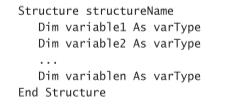 Structure structureName
Dim variable1 As varType
Dim variable2 As varType
...
Dim variablen As varType
End Structure